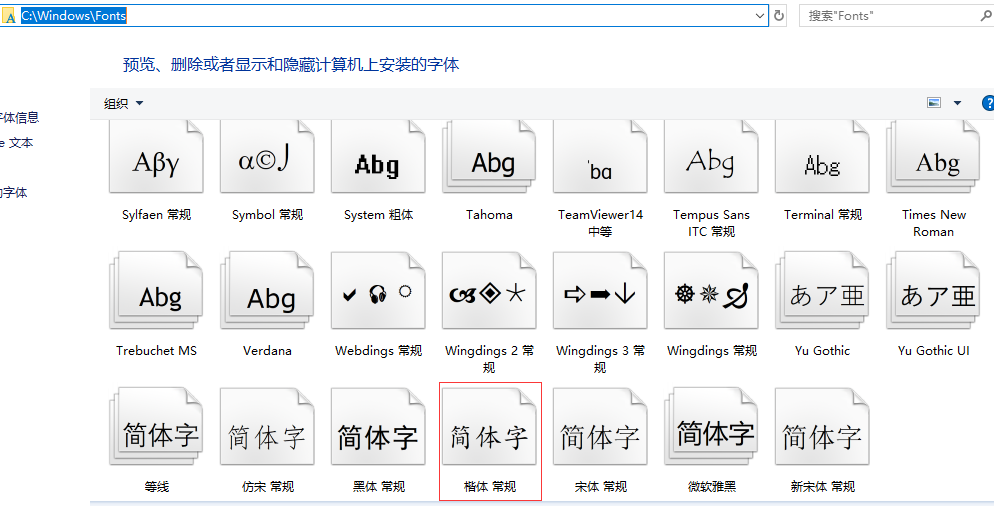 C:\Windows\Fonts
搜索"Fonts"
预览、删除或者显示和隐藏计算机上安装的字体
组织
字体信息
e 文本
的字体
Aβγ
α©
Abg
Abg
Abg
Abg
Abg
Sylfaen 常规
Symbol 常规
System 粗体
Tahoma
TeamViewer14
中等
Tempus Sans
ITC 常规
Terminal 常规
Times New
Roman
Abg
Abg
あア亜
あア亜
Trebuchet MS
Verdana
Webdings 常规
Wingdings 2 常
规
Wingdings 3 常
规
Wingdings 常规
Yu Gothic
Yu Gothic UI
简体字
简体字
简体字
简体字
简体字
简体字
简体字
等线
仿宋 常规
黑体 常规
楷体 常规
宋体 常规
微软雅黑
新宋体 常规